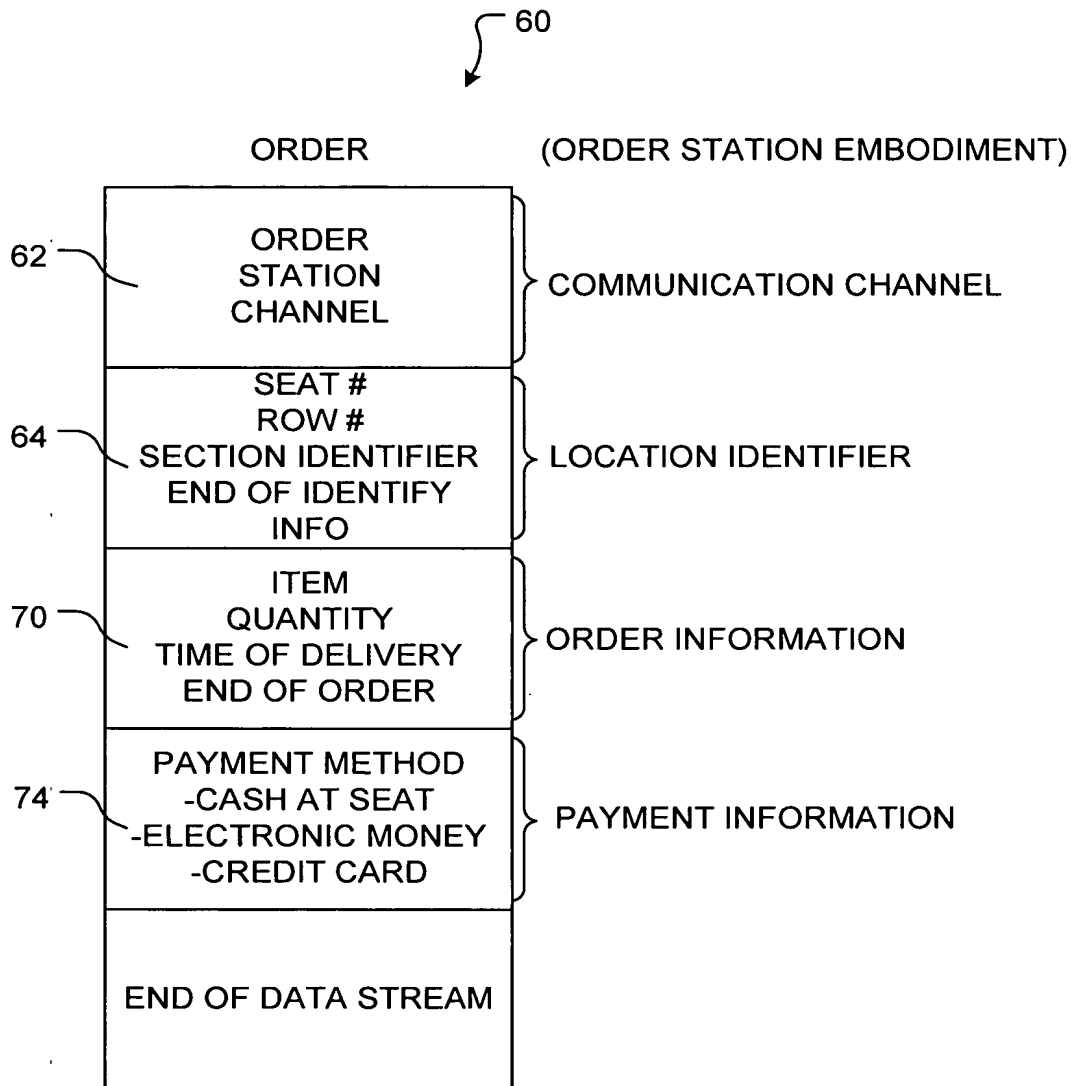 60
ORDER (ORDER STATION EMBODIMENT)
62
ORDER
STATION
CHANNEL
COMMUNICATION CHANNEL
64
SEAT #
ROW #
SECTION IDENTIFIER
END OF IDENTIFY
INFO
LOCATION IDENTIFIER
70
ITEM
QUANTITY
TIME OF DELIVERY
END OF ORDER
ORDER INFORMATION
74
PAYMENT METHOD
-CASH AT SEAT
-ELECTRONIC MONEY
-CREDIT CARD
PAYMENT INFORMATION
END OF DATA STREAM